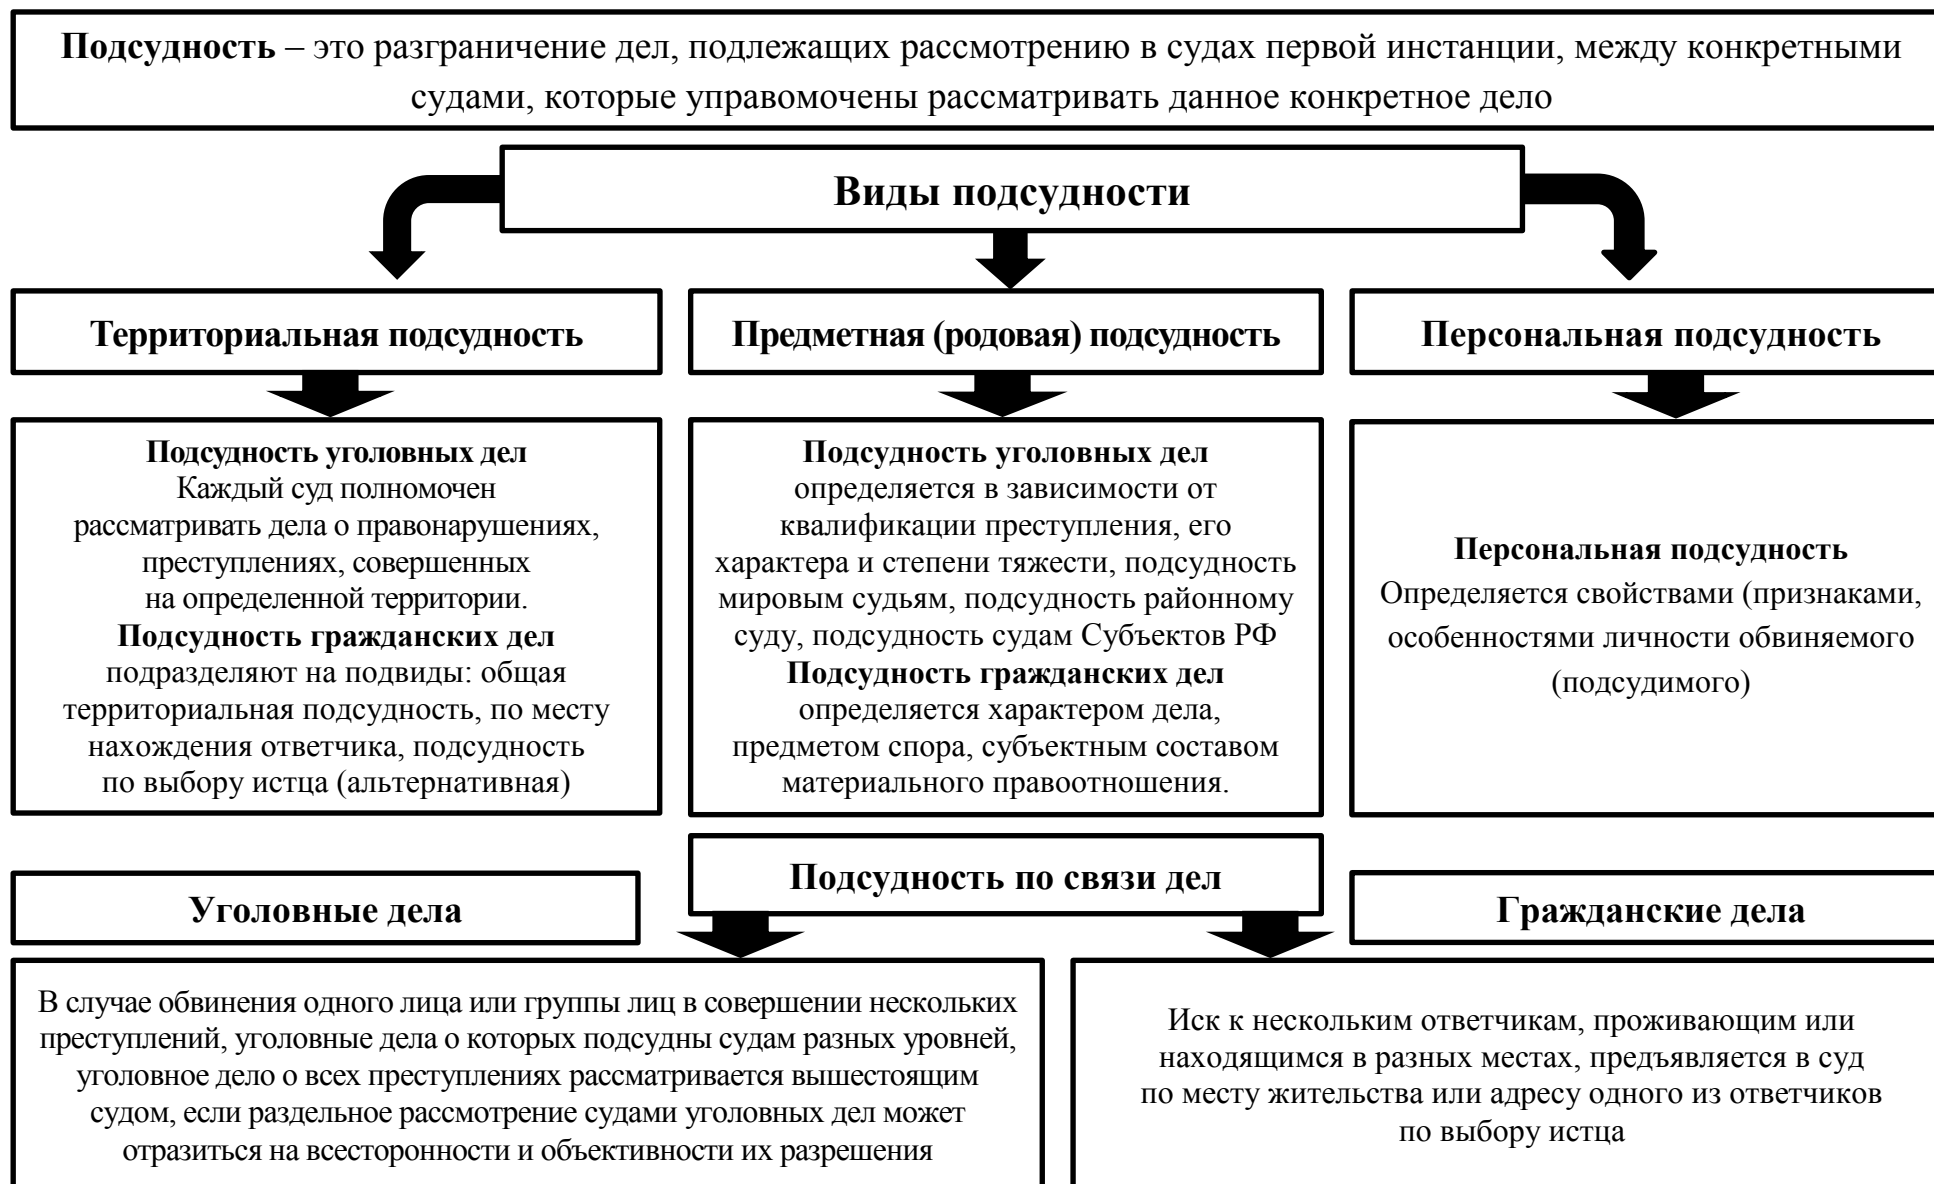 Подсудность – это разграничение дел, подлежащих рассмотрению в судах первой инстанции, между конкретными
судами, которые управомочены рассматривать данное конкретное дело
Виды подсудности
Территориальная подсудность
Предметная (родовая) подсудность
Персональная подсудность
Подсудность уголовных дел
Каждый суд полномочен
рассматривать дела о правонарушениях,
преступлениях, совершенных
на определенной территории.
Подсудность гражданских дел
подразделяют на подвиды: общая
территориальная подсудность, по месту
нахождения ответчика, подсудность
по выбору истца (альтернативная)
Подсудность уголовных дел
определяется в зависимости от
квалификации преступления, его
характера и степени тяжести, подсудность
мировым судьям, подсудность районному
суду, подсудность судам Субъектов РФ
Подсудность гражданских дел
определяется характером дела,
предметом спора, субъектным составом
материального правоотношения.
Персональная подсудность
Определяется свойствами (признаками,
особенностями личности обвиняемого
(подсудимого)
Подсудность по связи дел
Уголовные дела
Гражданские дела
В случае обвинения одного лица или группы лиц в совершении нескольких
преступлений, уголовные дела о которых подсудны судам разных уровней,
уголовное дело о всех преступлениях рассматривается вышестоящим
судом, если раздельное рассмотрение судами уголовных дел может
отразиться на всесторонности и объективности их разрешения
Иск к нескольким ответчикам, проживающим или
находящимся в разных местах, предъявляется в суд
по месту жительства или адресу одного из ответчиков
по выбору истца